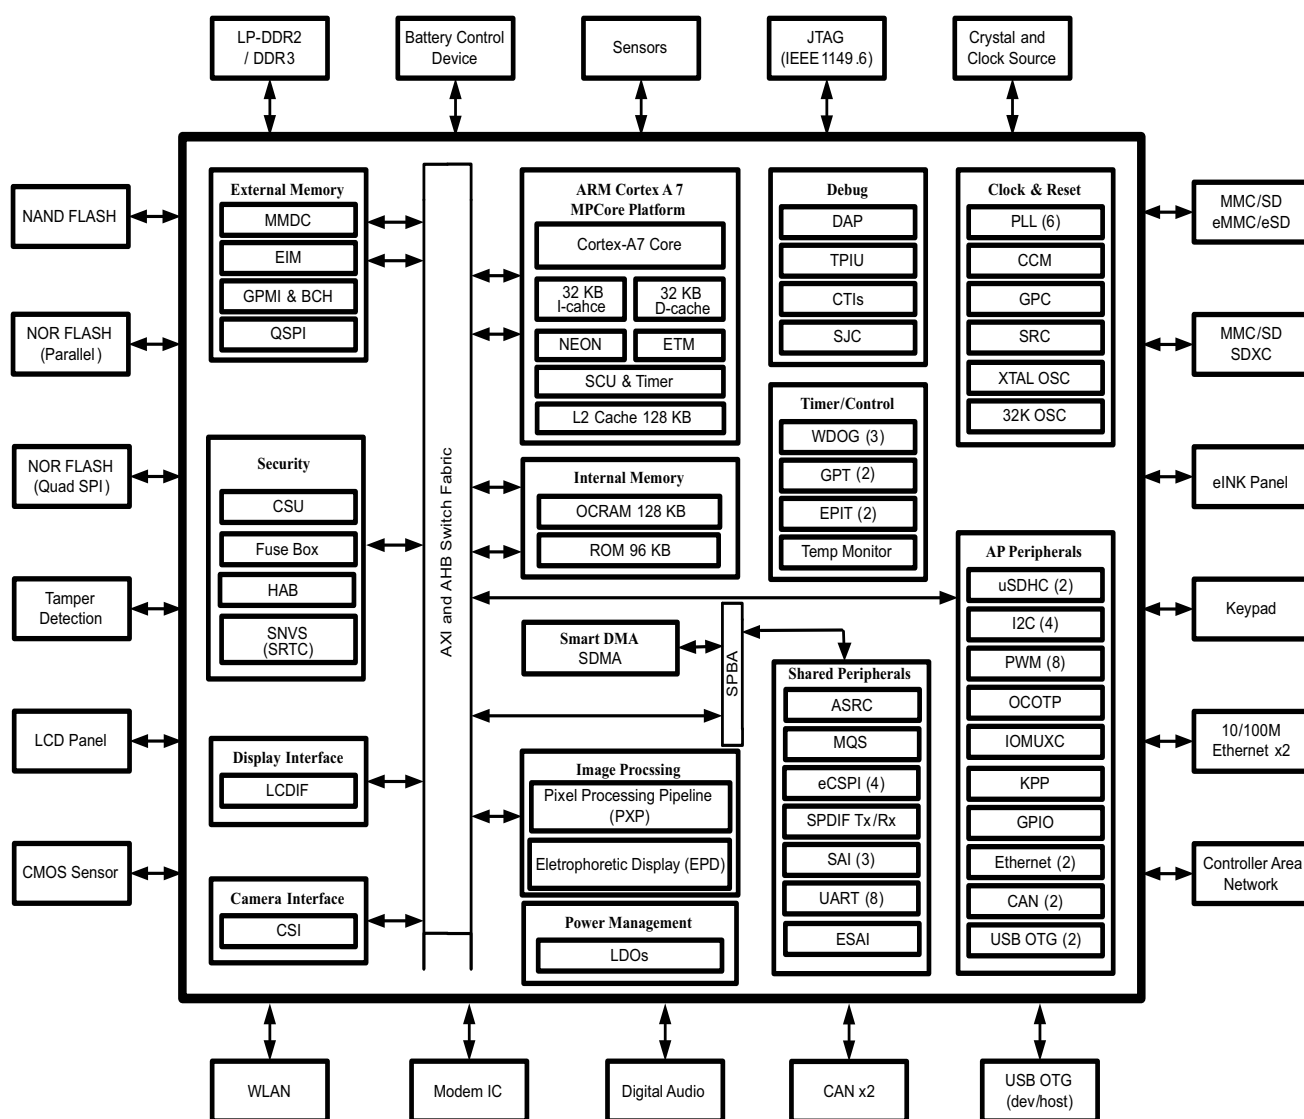 LP-DDR2
/ DDR3
Battery Control
Device
Sensors
JTAG
(IEEE1149.6)
Crystal and
Clock Source
NAND FLASH
NOR FLASH
(Parallel)
NOR FLASH
(Quad SPI)
Tamper
Detection
LCD Panel
CMOS Sensor
External Memory
MMDC
EIM
GPMI & BCH
QSPI
Security
CSU
Fuse Box
HAB
SNVS
(SRTC)
Display Interface
LCDIF
Camera Interface
CSI
AXI and AHB Switch Fabric
ARM Cortex A 7
MPCore Platform
Cortex-A7 Core
32 KB
I-cahce
32 KB
D-cache
NEON
ETM
SCU & Timer
L2 Cache 128 KB
Internal Memory
OCRAM 128 KB
ROM 96 KB
Smart DMA
SDMA
SPBA
Image Procssing
Pixel Processing Pipeline
(PXP)
Eletrophoretic Display (EPD)
Power Management
LDOs
Debug
DAP
TPIU
CTIs
SJC
Timer/Control
WDOG (3)
GPT (2)
EPIT (2)
Temp Monitor
Shared Peripherals
ASRC
MQS
eCSPI (4)
SPDIF Tx/Rx
SAI (3)
UART (8)
ESAI
Clock & Reset
PLL (6)
CCM
GPC
SRC
XTAL OSC
32K OSC
AP Peripherals
uSDHC (2)
I2C (4)
PWM (8)
OCOTP
IOMUXC
KPP
GPIO
Ethernet (2)
CAN (2)
USB OTG (2)
MMC/SD
eMMC/eSD
MMC/SD
SDXC
eINK Panel
Keypad
10/100M
Ethernet x2
Controller Area
Network
WLAN
Modem IC
Digital Audio
CAN x2
USB OTG
(dev/host)